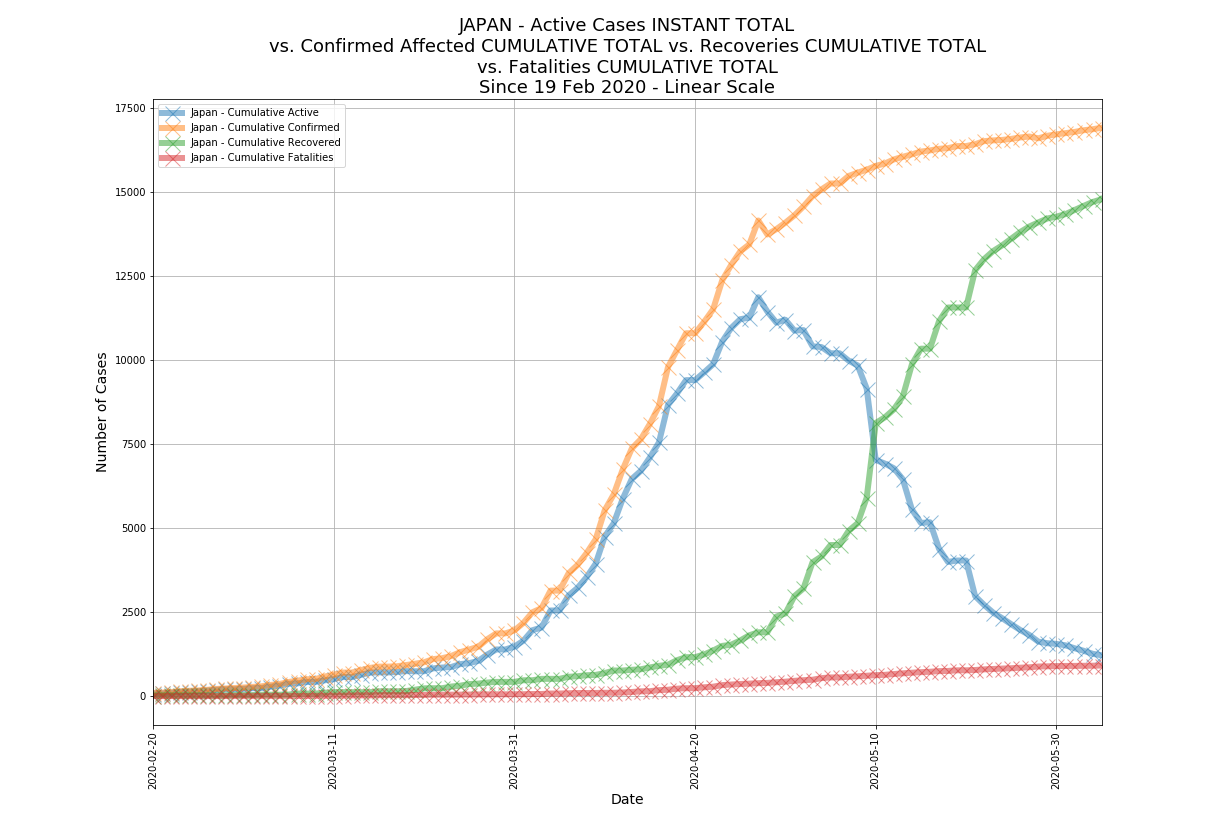 JAPAN - Active Cases INSTANT TOTAL
vs. Confirmed Affected CUMULATIVE TOTAL vs. Recoveries CUMULATIVE TOTAL
vs. Fatalities CUMULATIVE TOTAL
Since 19 Feb 2020 - Linear Scale
Japan - Cumulative Active
Japan - Cumulative Confirmed
Japan - Cumulative Recovered
Japan - Cumulative Fatalities
Number of Cases
17500
15000
12500
10000
7500
5000
2500
0
2020-02-20
2020-03-11
2020-03-31
2020-04-20
2020-05-10
2020-05-30
Date